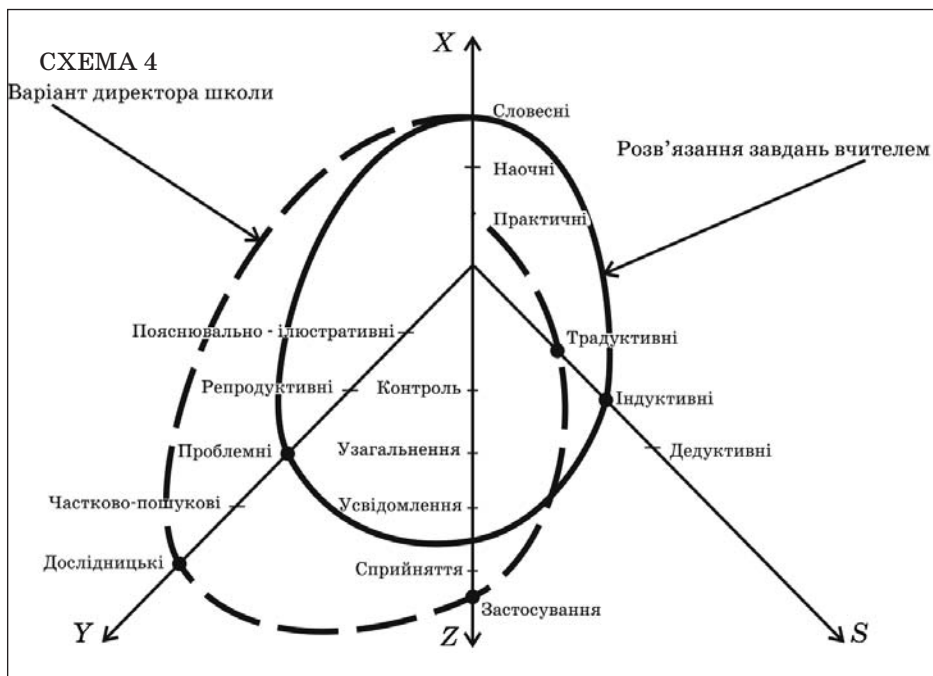 X
СХЕМА 4
Варіант директора школи
Словесні
Розв’язання завдань вчителем
Наочні
Практичні
Пояснювально - ілюстративні
Традуктивні
Репродуктивні
Контроль
Індуктивні
Проблемні
Узагальнення
Дедуктивні
Частково-пошукові
Усвідомлення
Дослідницькі
Сприйняття
Застосування
Y
Z
S